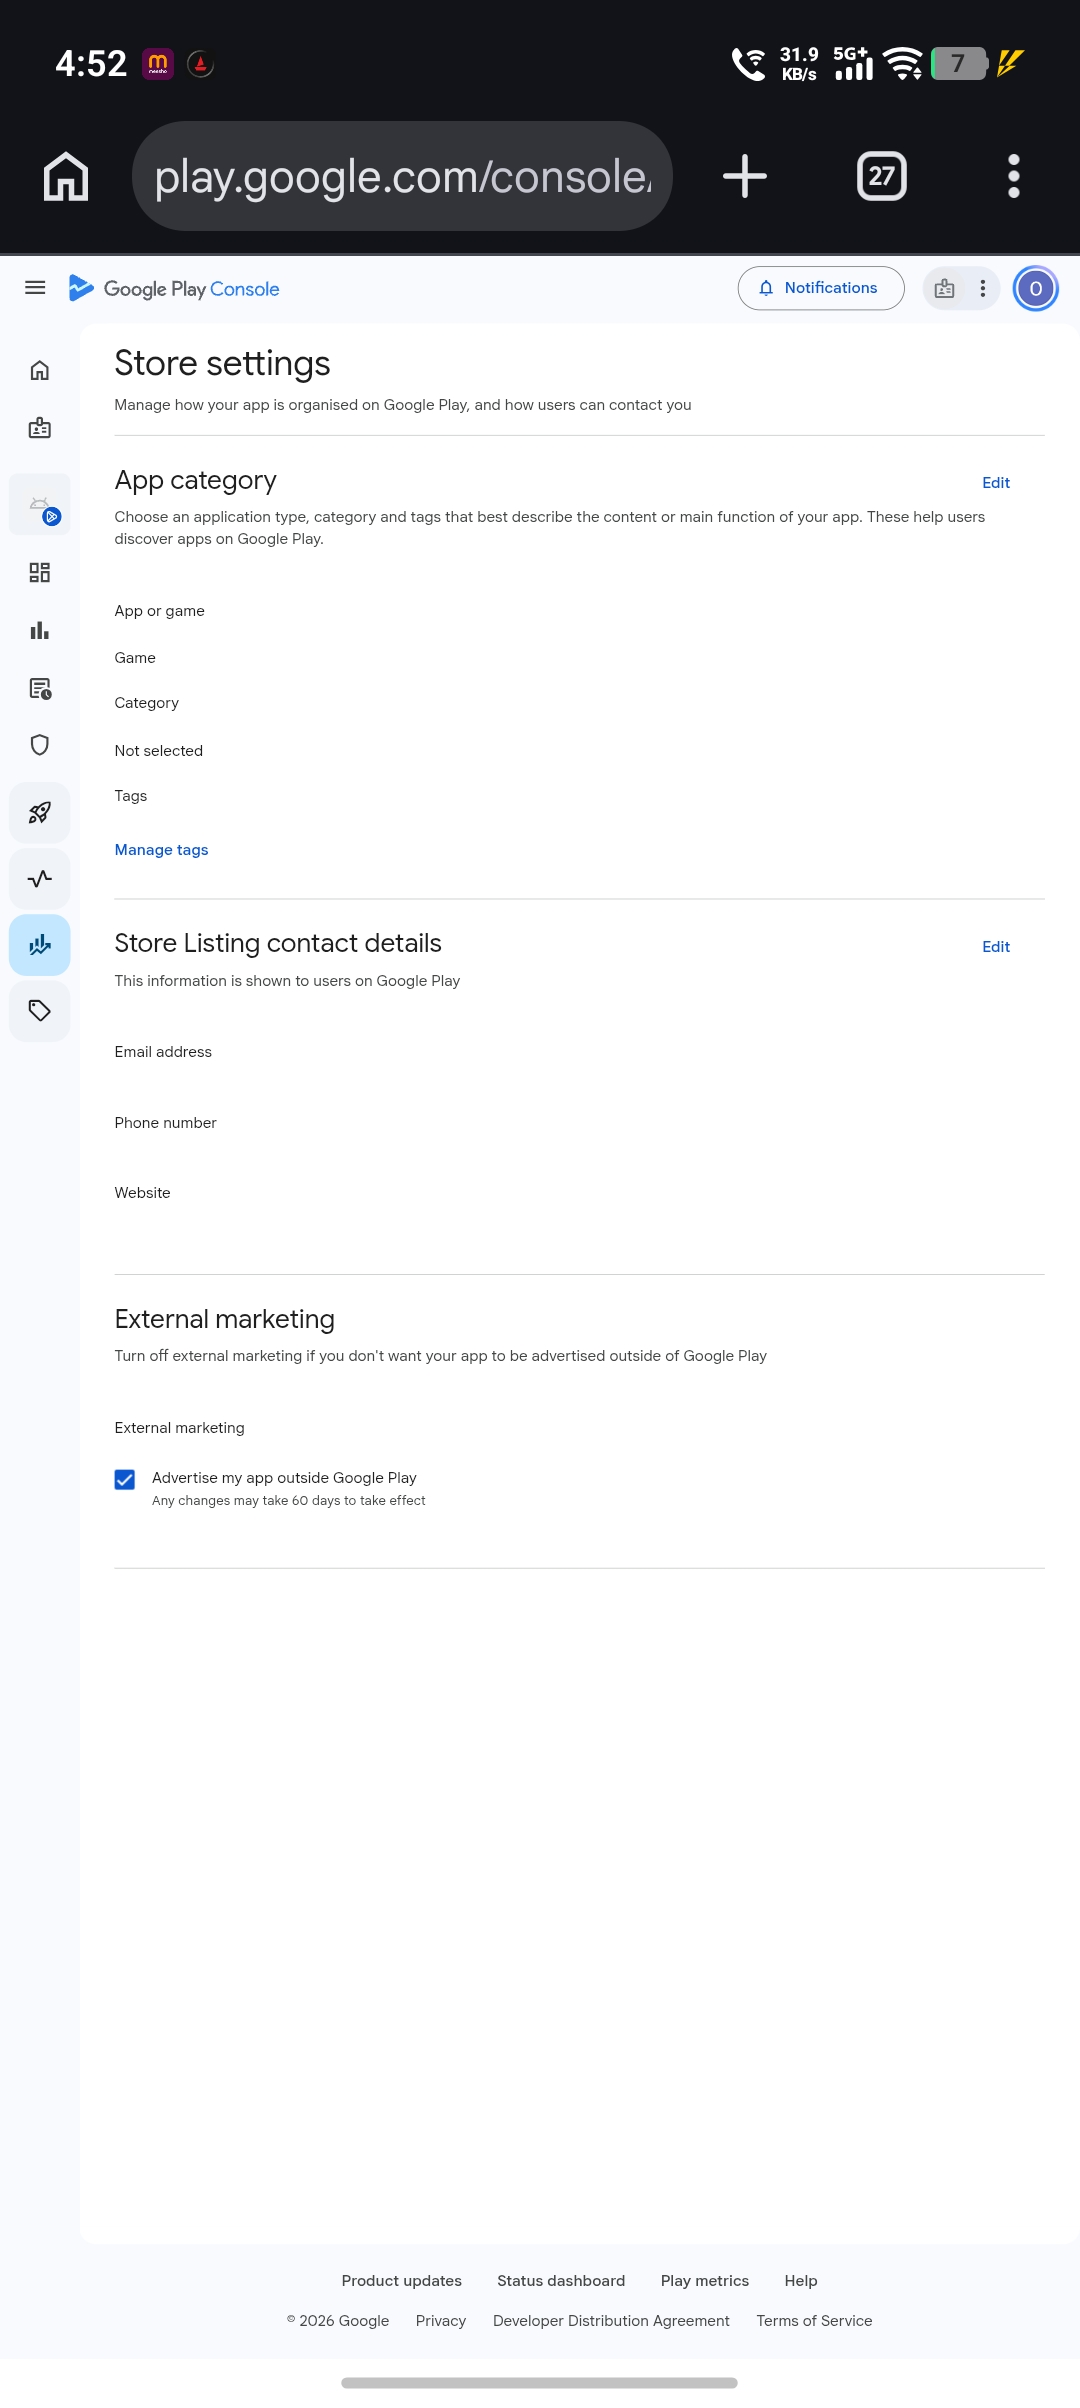 4:52
meesho
31.9
KB/s
5G+
7
play.google.com/console/
27
Google Play Console
Notifications
O
Store settings
Manage how your app is organised on Google Play, and how users can contact you
App category
Edit
Choose an application type, category and tags that best describe the content or main function of your app. These help users
discover apps on Google Play.
App or game
Game
Category
Not selected
Tags
Manage tags
Store Listing contact details
Edit
This information is shown to users on Google Play
Email address
Phone number
Website
External marketing
Turn off external marketing if you don't want your app to be advertised outside of Google Play
External marketing
Advertise my app outside Google Play
Any changes may take 60 days to take effect
Product updates
Status dashboard
Play metrics
Help
© 2026 Google
Privacy
Developer Distribution Agreement
Terms of Service